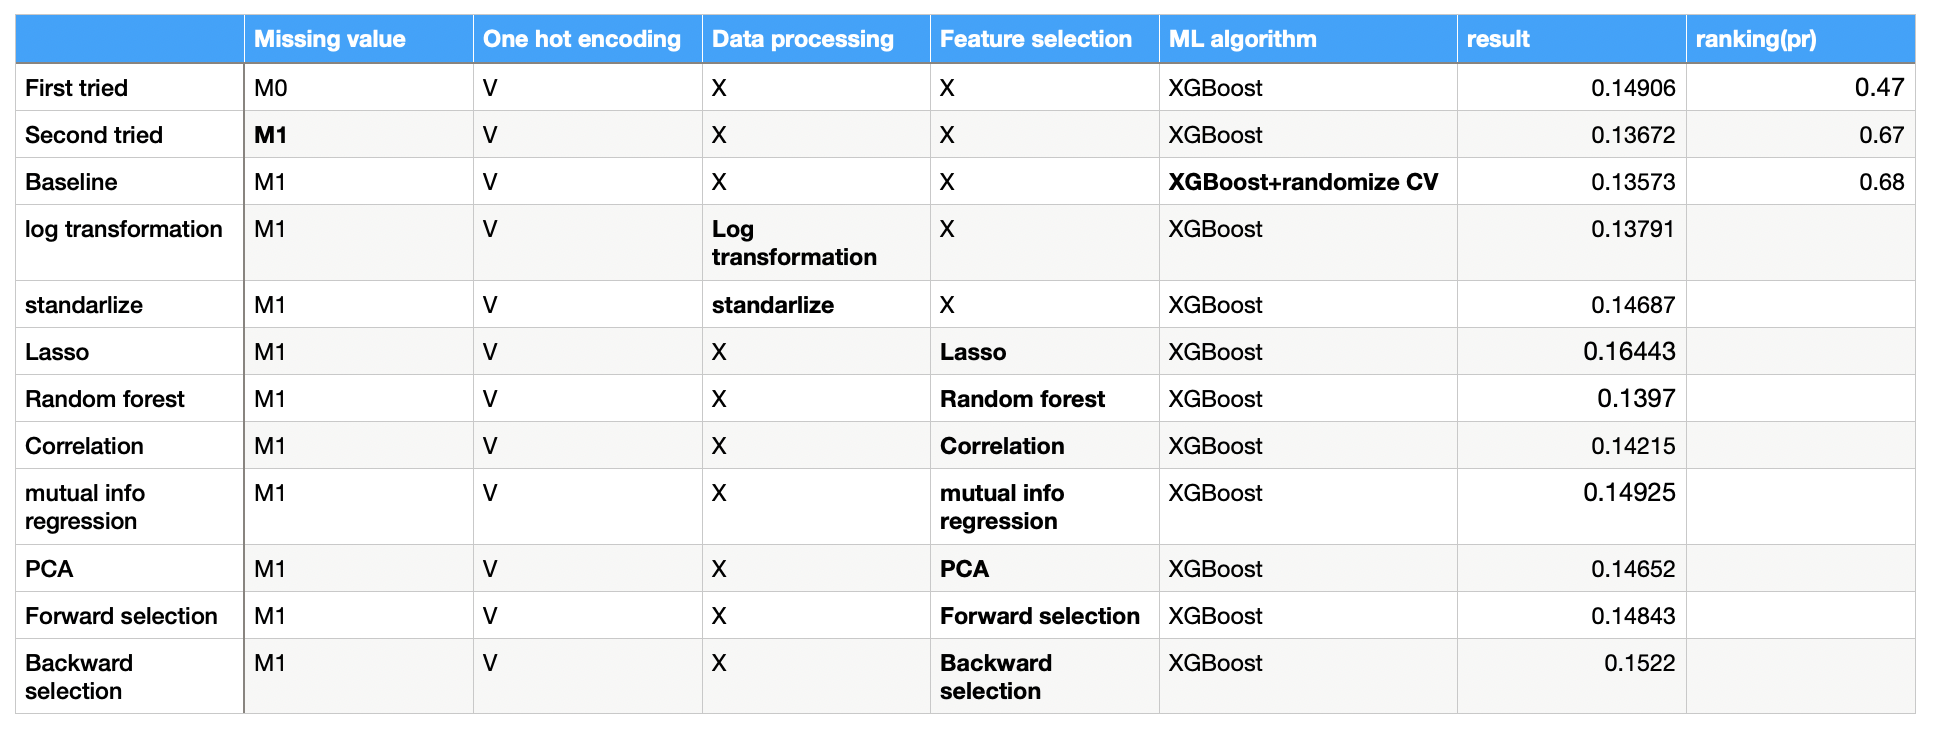 Missing value One hot encoding Data processing Feature selection ML algorithm result ranking(pr)
First tried M0 V X X XGBoost 0.14906 0.47
Second tried M1 V X X XGBoost 0.13672 0.67
Baseline M1 V X X XGBoost+randomize CV 0.13573 0.68
log transformation M1 V Log X XGBoost 0.13791
transformation
standarlize M1 V standarlize X XGBoost 0.14687
Lasso M1 V X Lasso XGBoost 0.16443
Random forest M1 V X Random forest XGBoost 0.1397
Correlation M1 V X Correlation XGBoost 0.14215
mutual info M1 V X mutual info XGBoost 0.14925
regression regression
PCA M1 V X PCA XGBoost 0.14652
Forward selection M1 V X Forward selection XGBoost 0.14843
Backward M1 V X Backward XGBoost 0.1522
selection selection